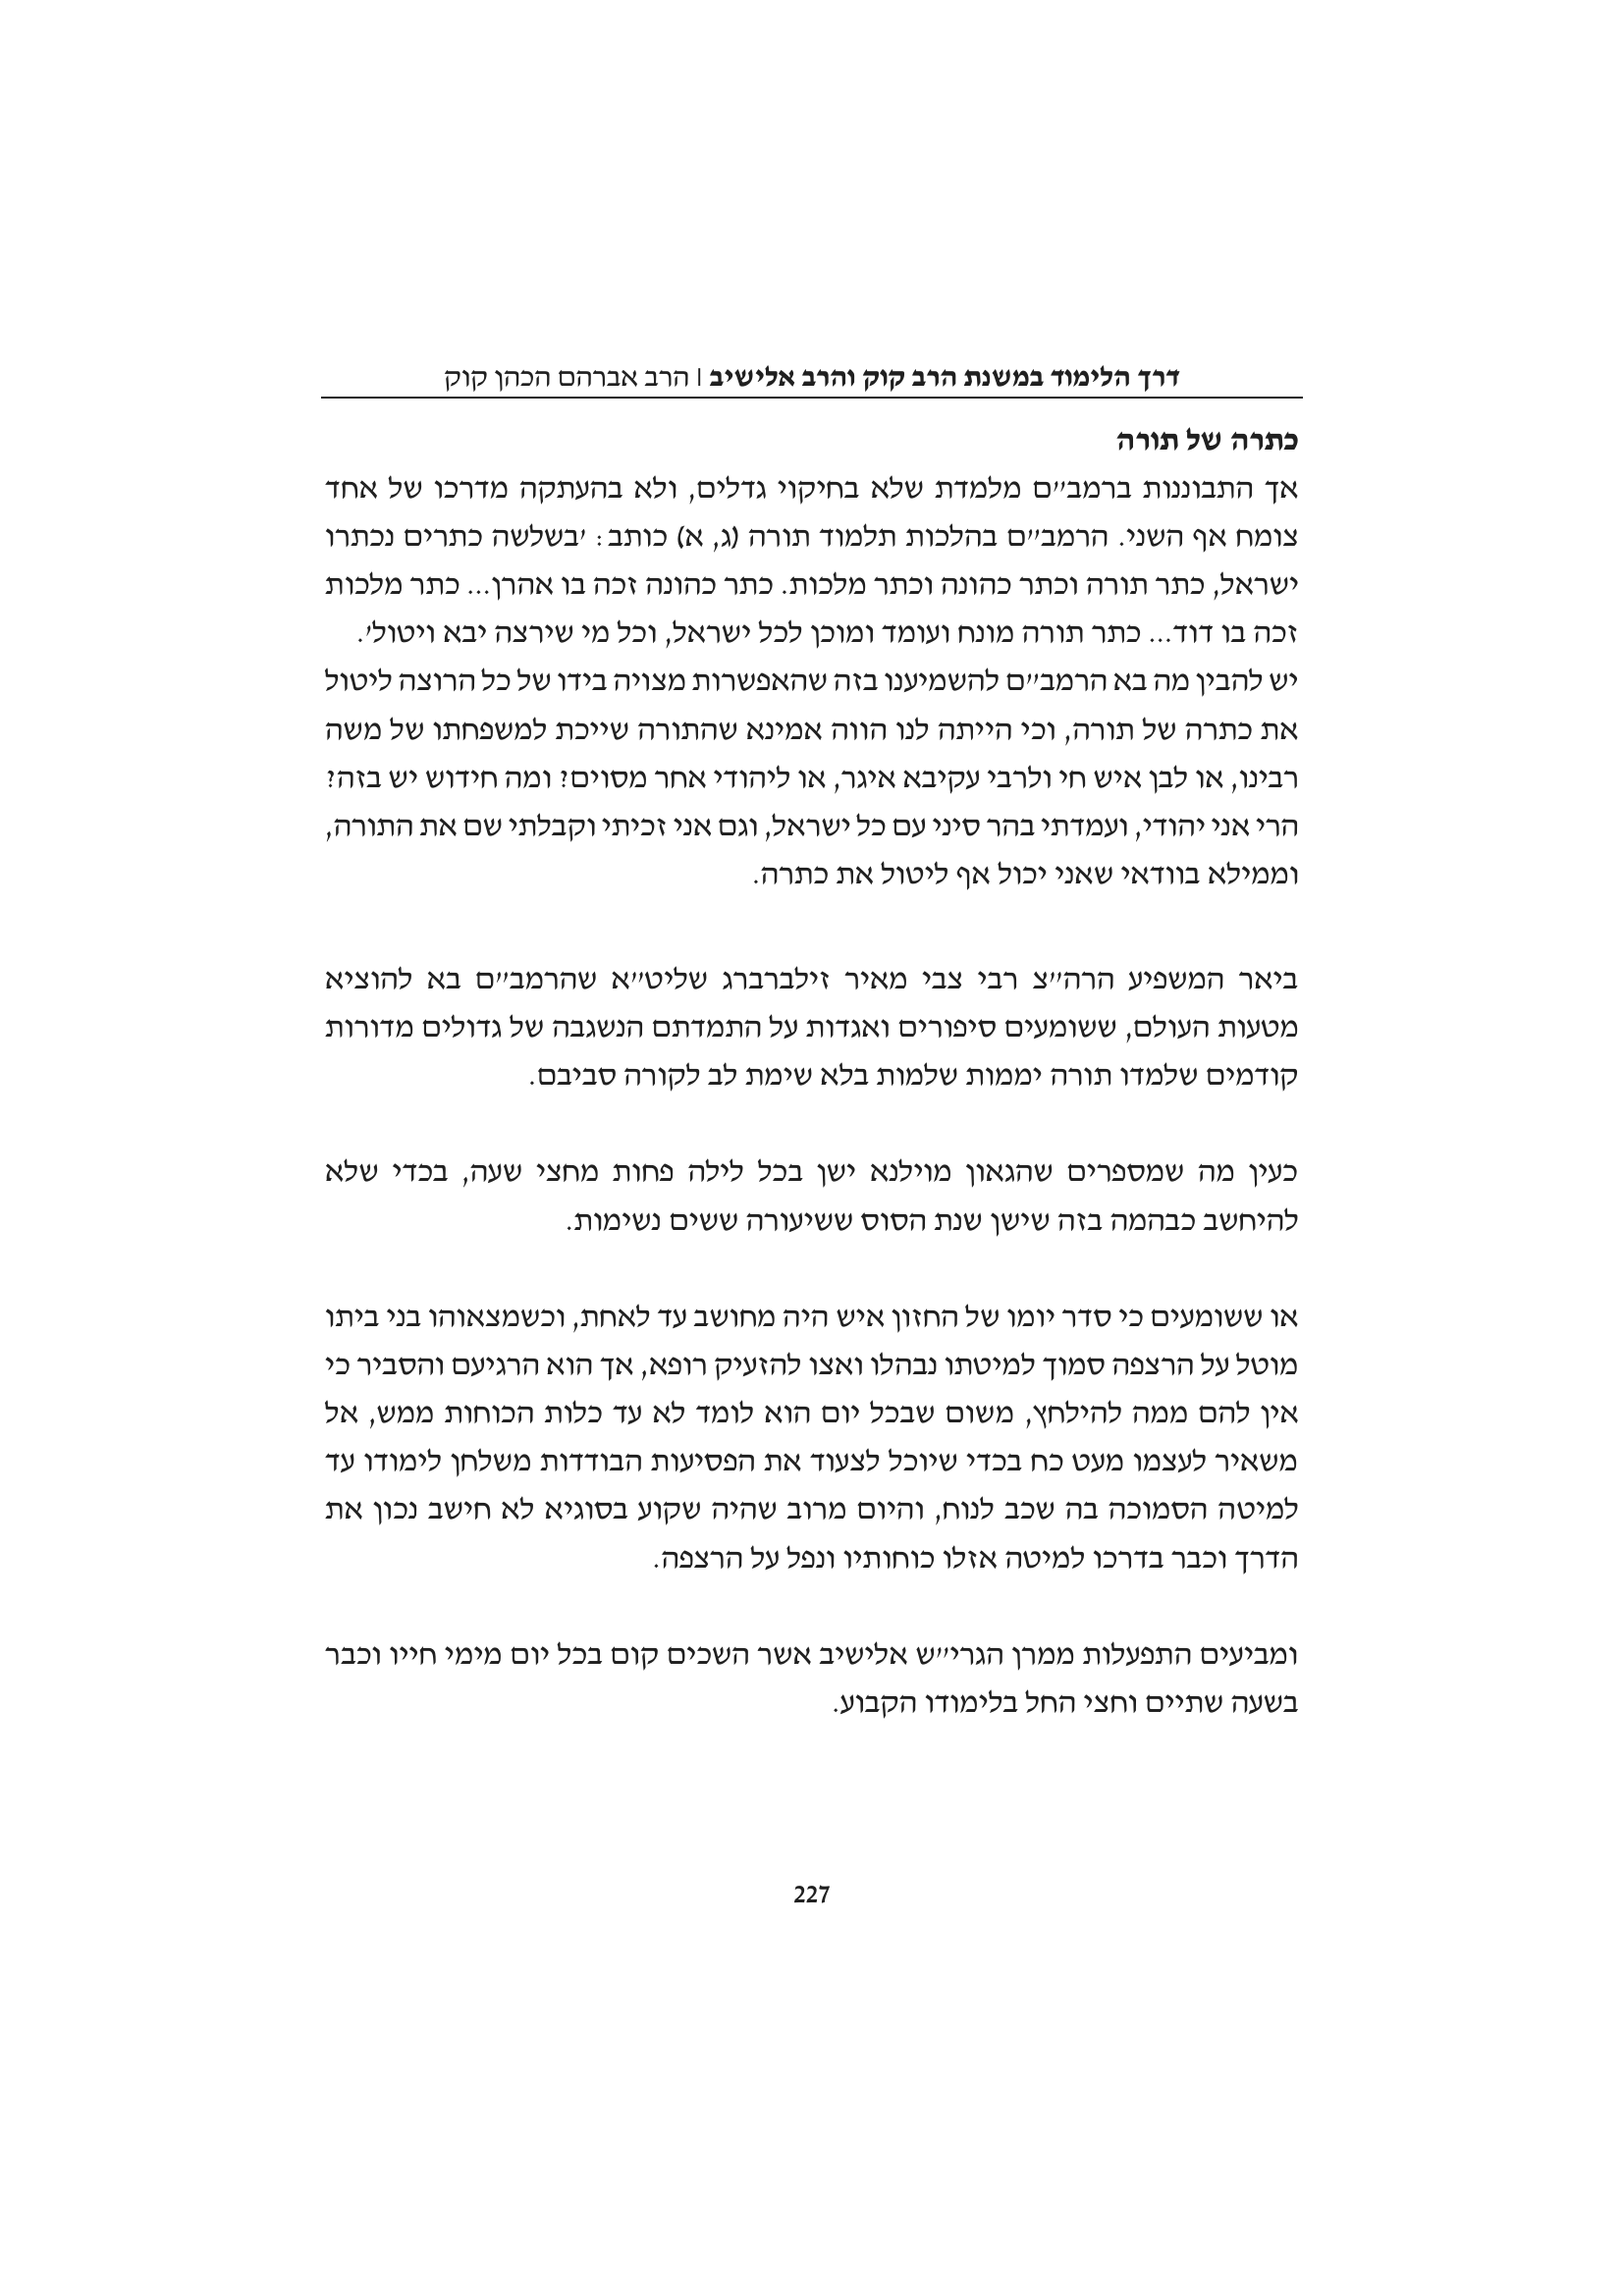 דרך הלימוד במשנת הרב קוק והרב אלישיב | הרב אברהם הכהן קוק
כתרה של תורה
אך התבוננות ברמב״ם מלמדת שלא בחיקוי גדלים, ולא בהעתקה מדרכו של אחד
צומח אף השני. הרמב״ם בהלכות תלמוד תורה (ג, א) כותב: ׳בשלשה כתרים נכתרו
ישראל, כתר תורה וכתר כהונה וכתר מלכות. כתר כהונה זכה בו אהרן... כתר מלכות
זכה בו דוד... כתר תורה מונח ועומד ומוכן לכל ישראל, וכל מי שירצה יבא ויטול׳.
יש להבין מה בא הרמב״ם להשמיענו בזה שהאפשרות מצויה בידו של כל הרוצה ליטול
את כתרה של תורה, וכי הייתה לנו הווה אמינא שהתורה שייכת למשפחתו של משה
רבינו, או לבן איש חי ולרבי עקיבא איגר, או ליהודי אחר מסוים? ומה חידוש יש בזה?
הרי אני יהודי, ועמדתי בהר סיני עם כל ישראל, וגם אני זכיתי וקבלתי שם את התורה,
וממילא בוודאי שאני יכול אף ליטול את כתרה.
ביאר המשפיע הרה״צ רבי צבי מאיר זילברברג שליט״א שהרמב״ם בא להוציא
מטעות העולם, ששומעים סיפורים ואגדות על התמדתם הנשגבה של גדולים מדורות
קודמים שלמדו תורה יממות שלמות בלא שימת לב לקורה סביבם.
כעין מה שמספרים שהגאון מוילנא ישן בכל לילה פחות מחצי שעה, בכדי שלא
להיחשב כבהמה בזה שישן שנת הסוס ששיעורה ששים נשימות.
או ששומעים כי סדר יומו של החזון איש היה מחושב עד לאחת, וכשמצאוהו בני ביתו
מוטל על הרצפה סמוך למיטתו נבהלו ואצו להזעיק רופא, אך הוא הרגיעם והסביר כי
אין להם ממה להילחץ, משום שבכל יום הוא לומד לא עד כלות הכוחות ממש, אל
משאיר לעצמו מעט כח בכדי שיוכל לצעוד את הפסיעות הבודדות משלחן לימודו עד
למיטה הסמוכה בה שכב לנוח, והיום מרוב שהיה שקוע בסוגיא לא חישב נכון את
הדרך וכבר בדרכו למיטה אזלו כוחותיו ונפל על הרצפה.
ומביעים התפעלות ממרן הגרי״ש אלישיב אשר השכים קום בכל יום מימי חייו וכבר
בשעה שתיים וחצי החל בלימודו הקבוע.
227